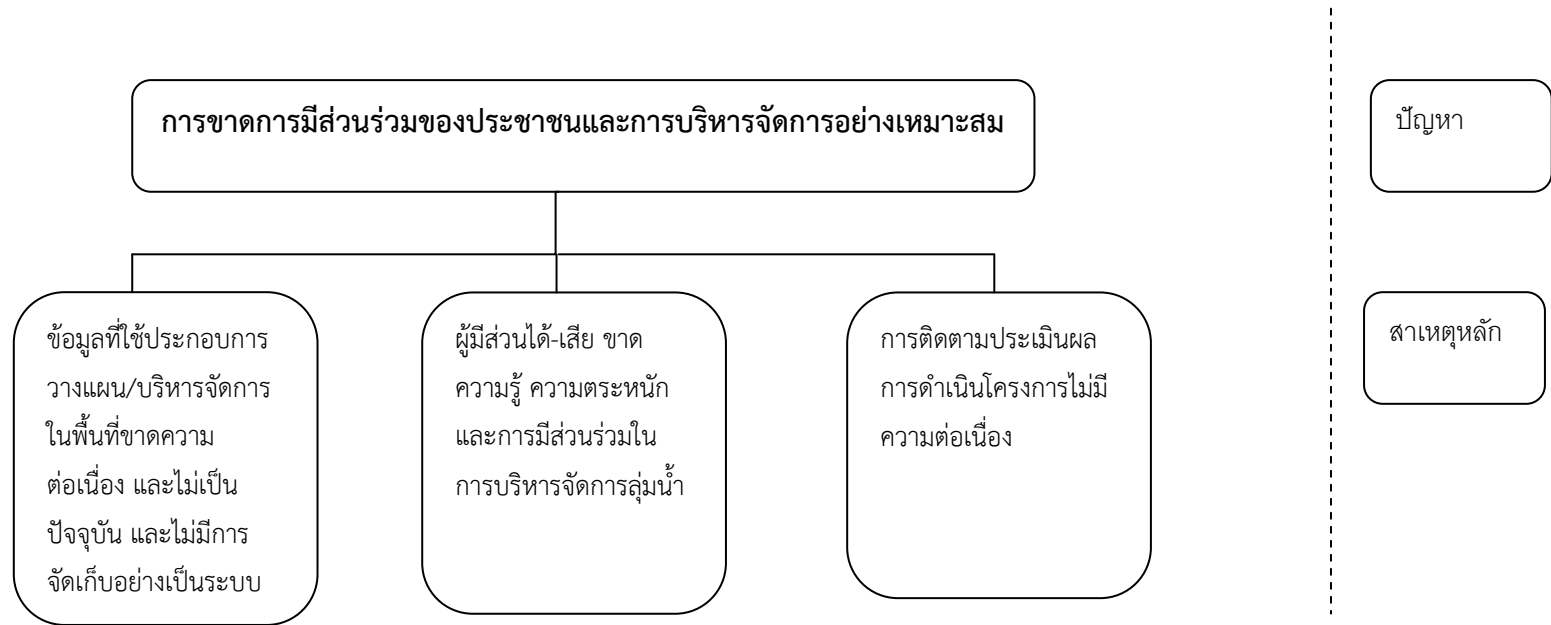 การขาดการมีส่วนร่วมของประชาชนและการบริหารจัดการอย่างเหมาะสม
ปัญหา
ข้อมูลที่ใช้ประกอบการ
วางแผน/บริหารจัดการ
ในพื้นที่ขาดความ
ต่อเนื่อง และไม่เป็น
ปัจจุบัน และไม่มีการ
จัดเก็บอย่างเป็นระบบ
ผู้มีส่วนได้-เสีย ขาด
ความรู้ ความตระหนัก
และการมีส่วนร่วมใน
การบริหารจัดการลุ่มน้ำ
การติดตามประเมินผล
การดำเนินโครงการไม่มี
ความต่อเนื่อง
สาเหตุหลัก